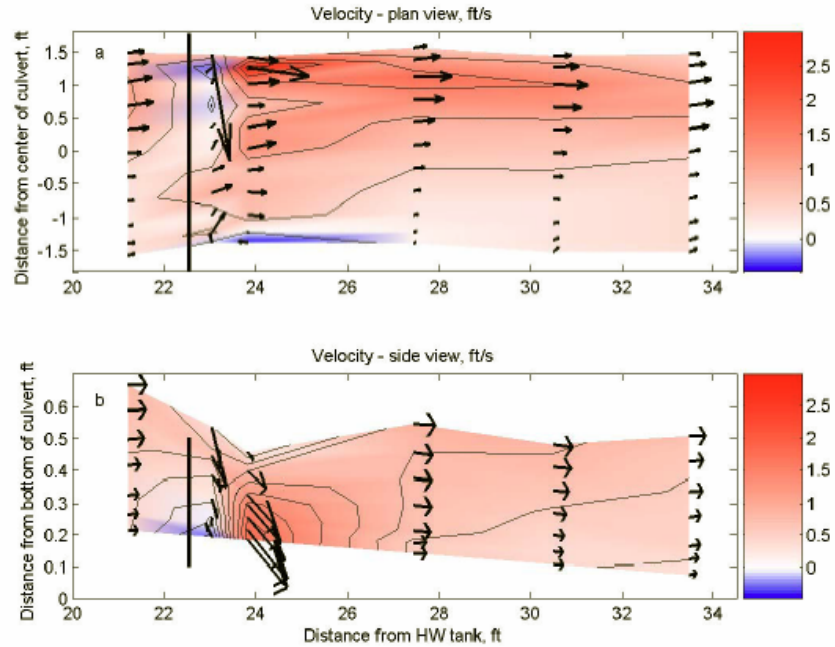 Velocity - plan view, ft/s
a
Distance from center of culvert, ft
1.5
1
0.5
0
-0.5
-1
-1.5
20 22 24 26 28 30 32 34
2.5
2
1.5
1
0.5
0
Velocity - side view, ft/s
b
Distance from bottom of culvert, ft
0.6
0.5
0.4
0.3
0.2
0.1
0
20 22 24 26 28 30 32 34
Distance from HW tank, ft
2.5
2
1.5
1
0.5
0